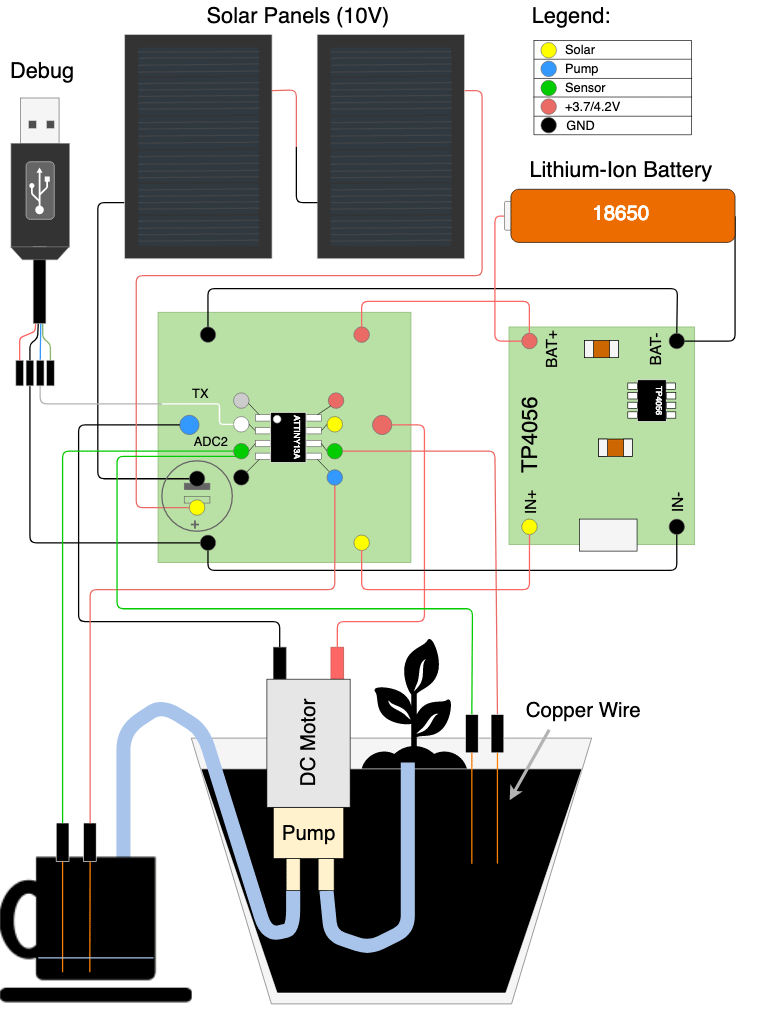 Solar Panels (10V)
Legend:
Solar
Pump
Sensor
+3.7/4.2V
GND
Debug
Lithium-Ion Battery
18650
BAT+
BAT-
TP4056
TP4056
IN+
IN-
TX
ADC2
ATTINY13A
+
DC Motor
Pump
Copper Wire